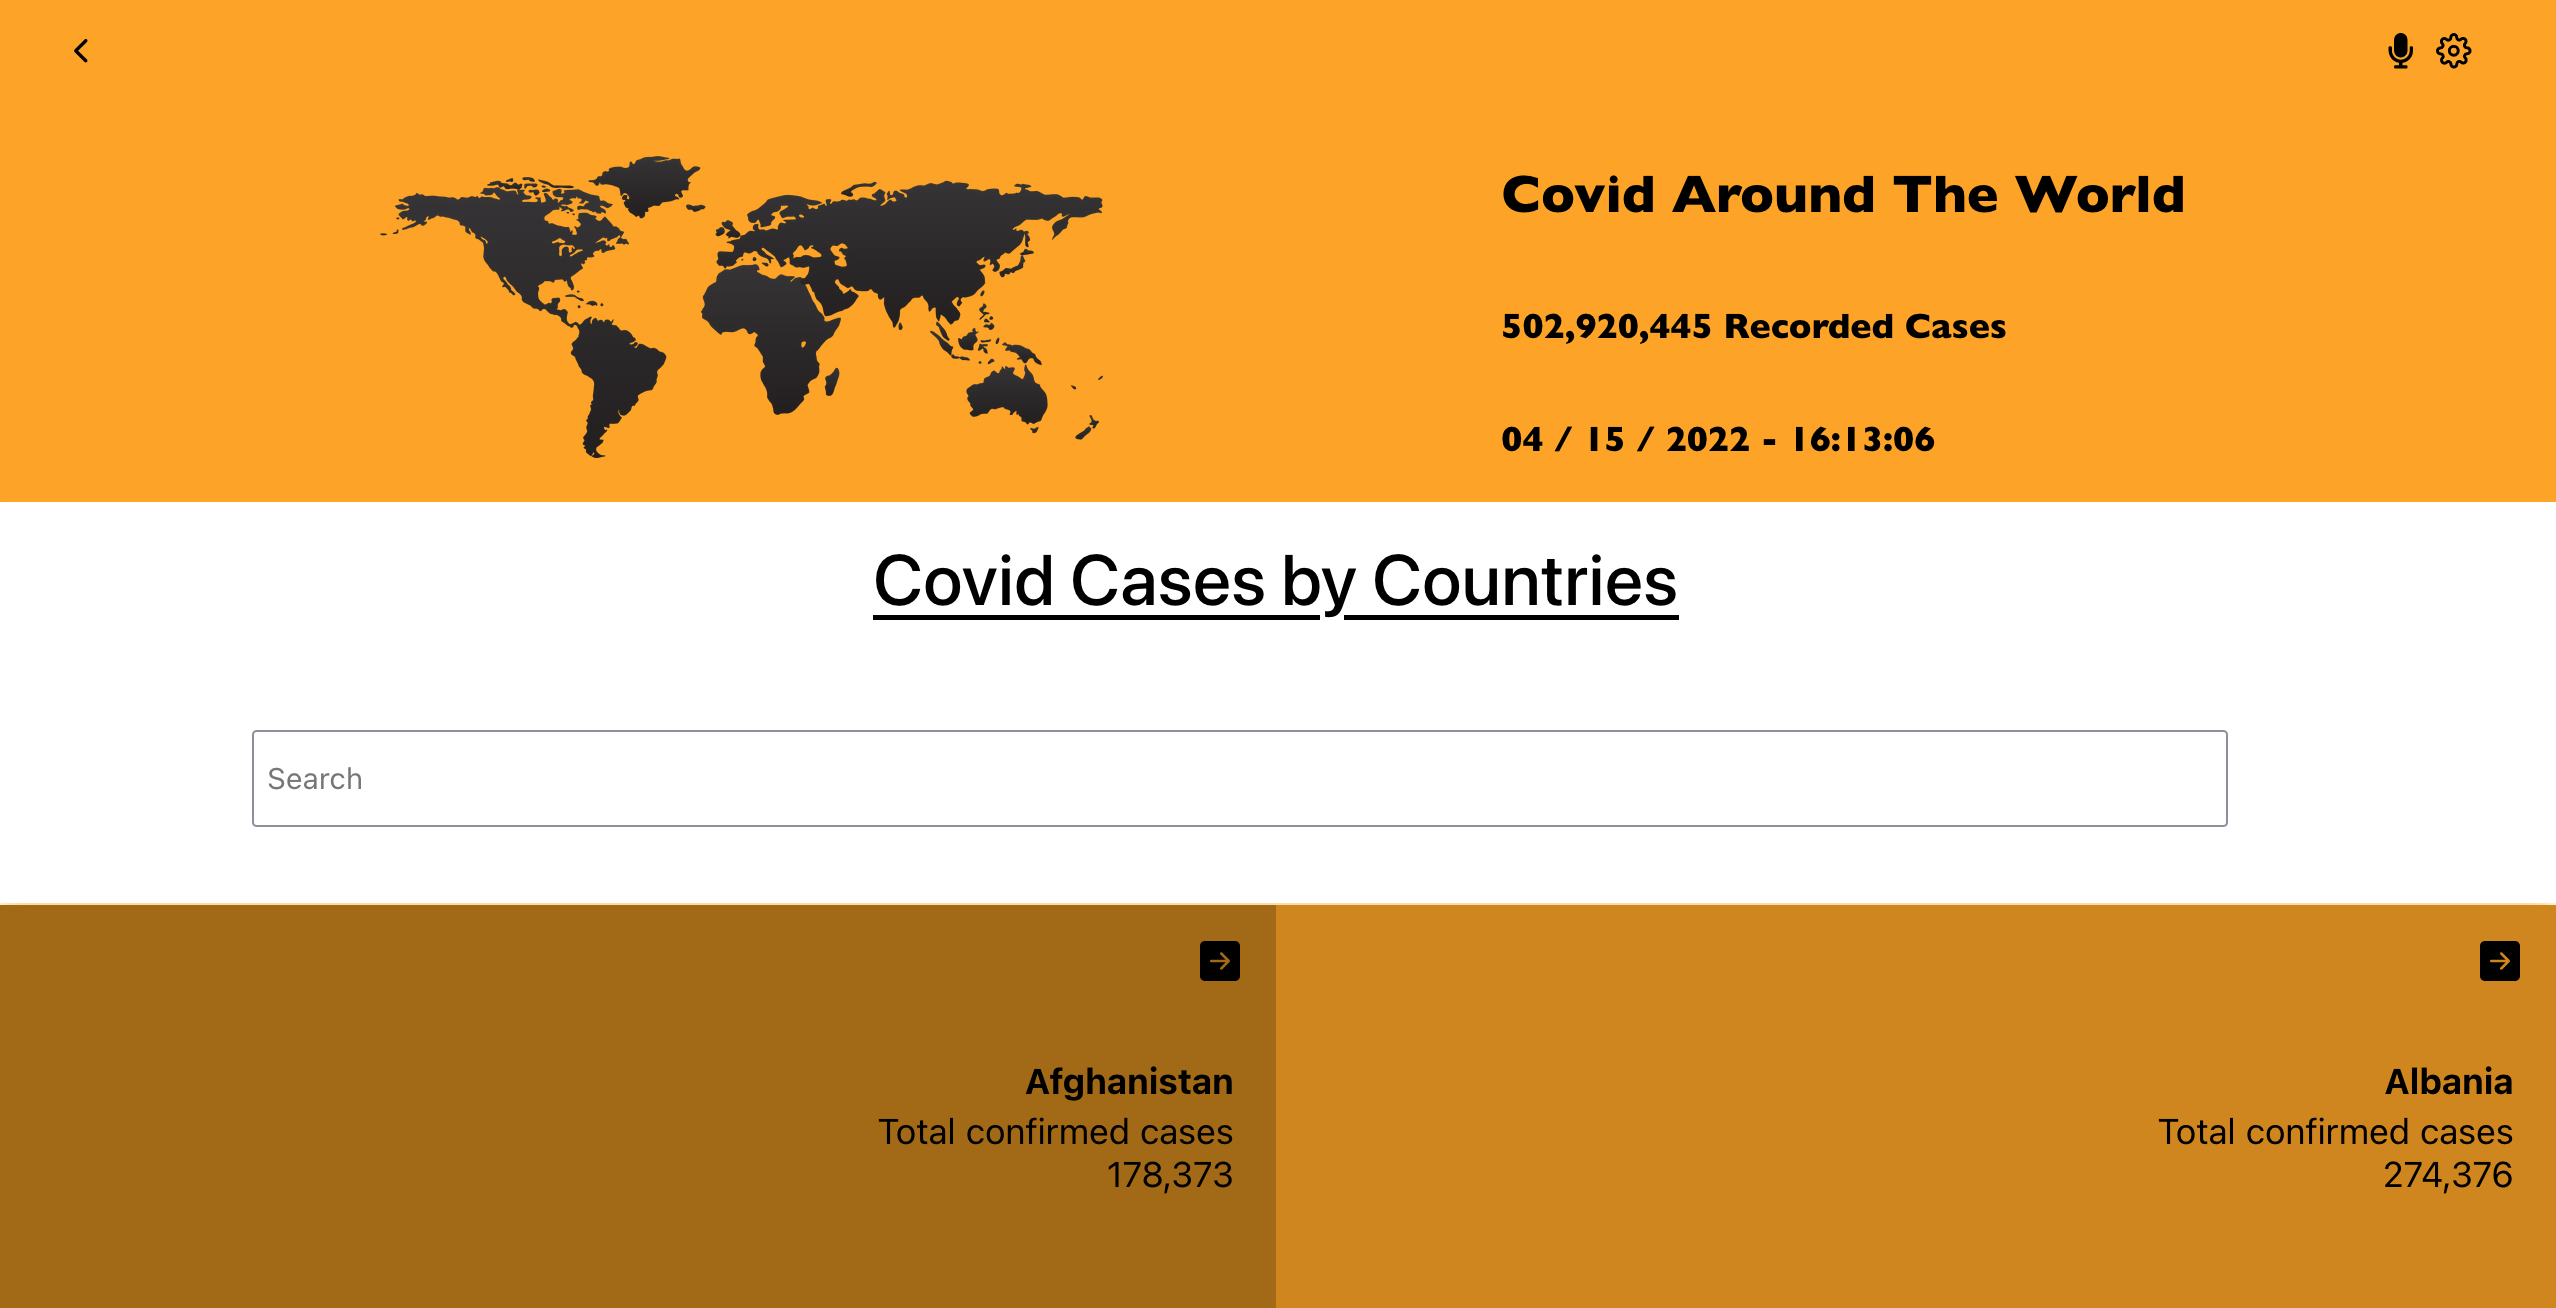 Covid Around The World
502,920,445 Recorded Cases
04 / 15 / 2022 - 16:13:06
Covid Cases by Countries
Search
Afghanistan
Total confirmed cases
178,373
Albania
Total confirmed cases
274,376